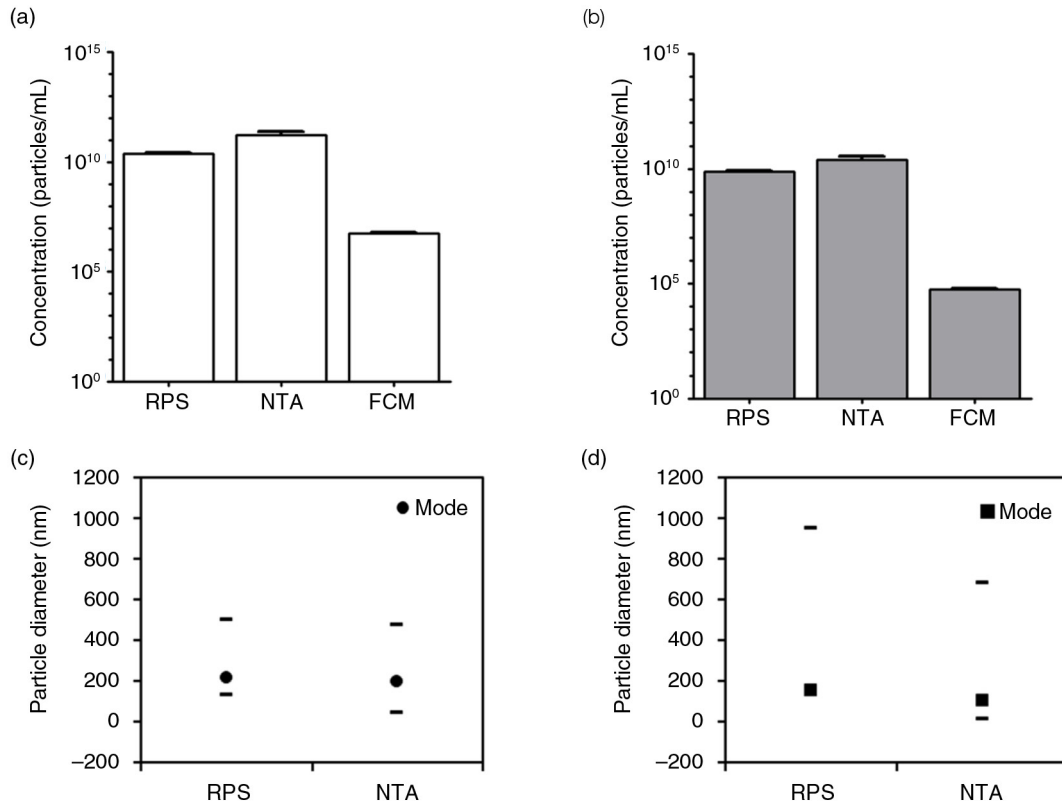 (a)
Concentration (particles/mL)
10^15
10^10
10^5
10^0
RPS NTA FCM
(b)
Concentration (particles/mL)
10^15
10^10
10^5
10^0
RPS NTA FCM
(c)
Particle diameter (nm)
1200
1000
800
600
400
200
0
–200
Mode
RPS NTA
(d)
Particle diameter (nm)
1200
1000
800
600
400
200
0
–200
Mode
RPS NTA